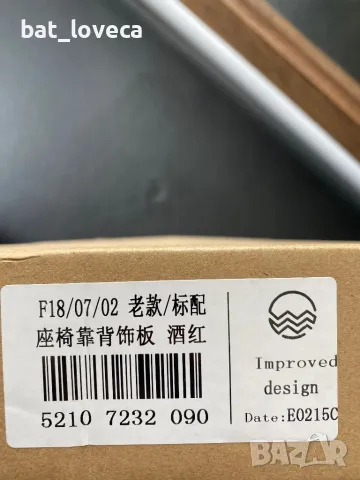 bat_loveca
F18/07/02 老款/标配
座椅靠背饰板 酒红
5210 7232 090
Improved
design
Date:E0215C
BAZAR